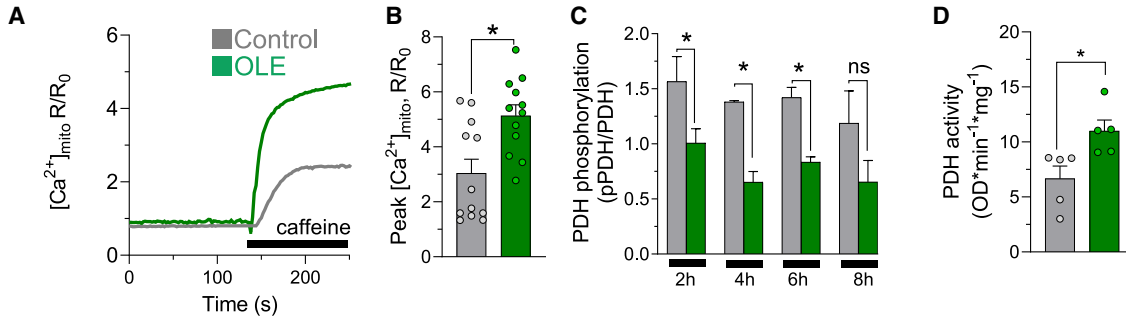 A
[Ca²⁺]mito R/R₀
6
4
2
0
0
100
200
Time (s)
Control
OLE
caffeine
B
Peak [Ca²⁺]mito, R/R₀
8
6
4
2
0
*
C
PDH phosphorylation
(pPDH/PDH)
2.0
1.5
1.0
0.5
0.0
*
*
*
ns
2h
4h
6h
8h
D
PDH activity
(OD*min⁻¹*mg⁻¹)
20
15
10
5
0
*